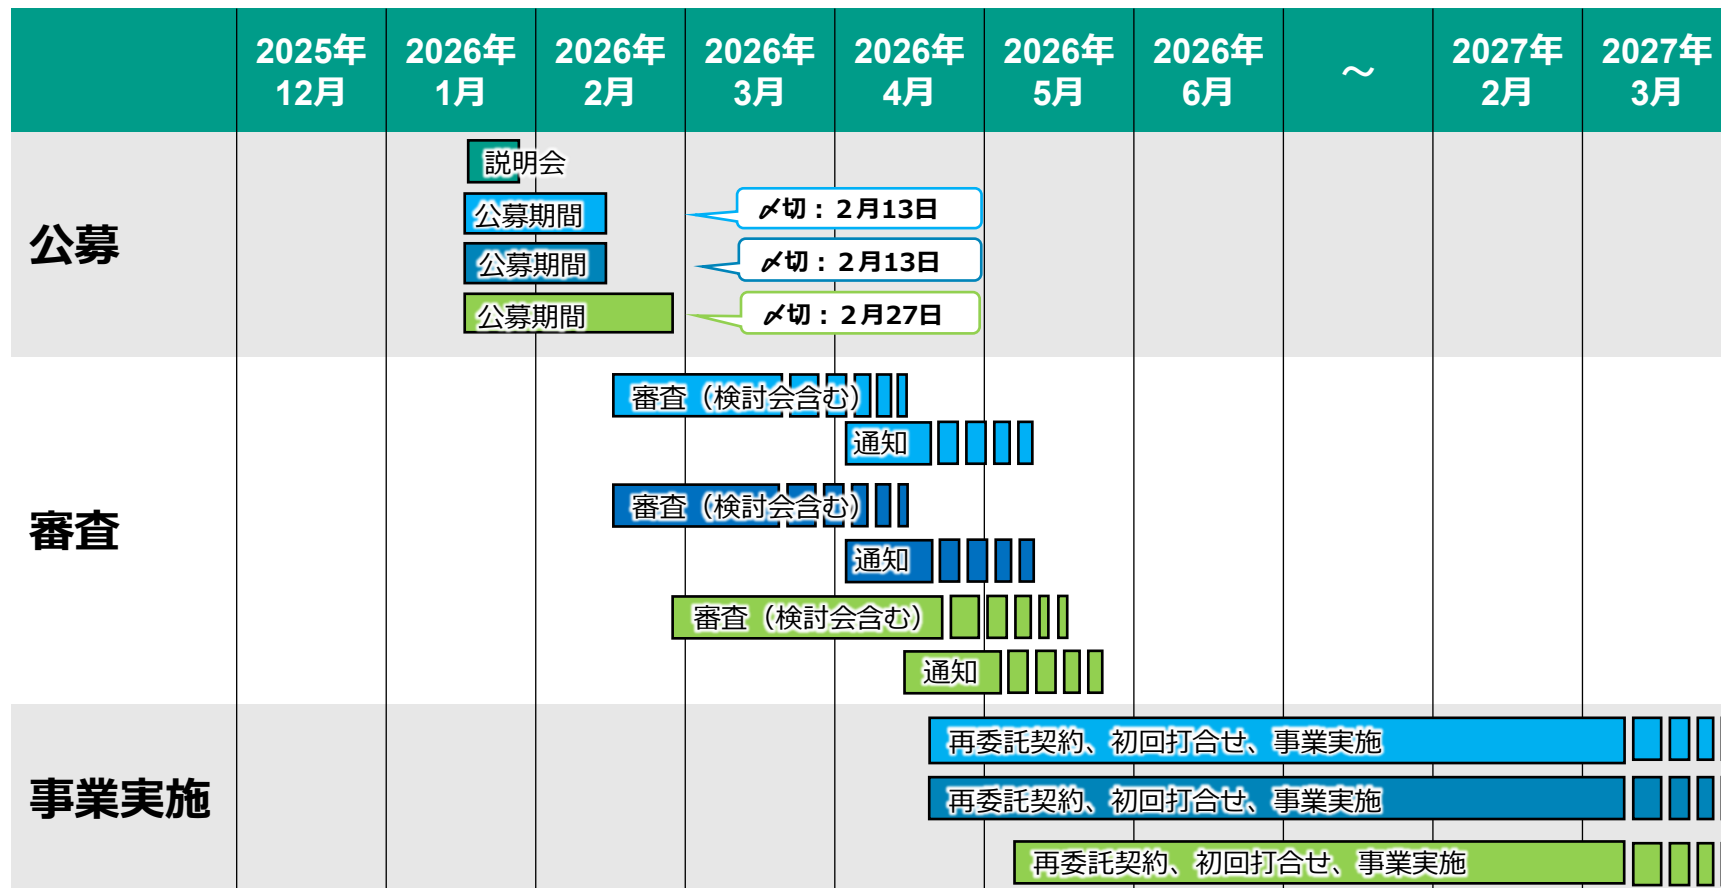 2025年
12月
2026年
1月
2026年
2月
2026年
3月
2026年
4月
2026年
5月
2026年
6月
～
2027年
2月
2027年
3月
公募
説明会
公募期間
〆切：２月13日
公募期間
〆切：２月13日
公募期間
〆切：２月27日
審査
審査（検討会含む）
通知
審査（検討会含む）
通知
審査（検討会含む）
通知
事業実施
再委託契約、初回打合せ、事業実施
再委託契約、初回打合せ、事業実施
再委託契約、初回打合せ、事業実施